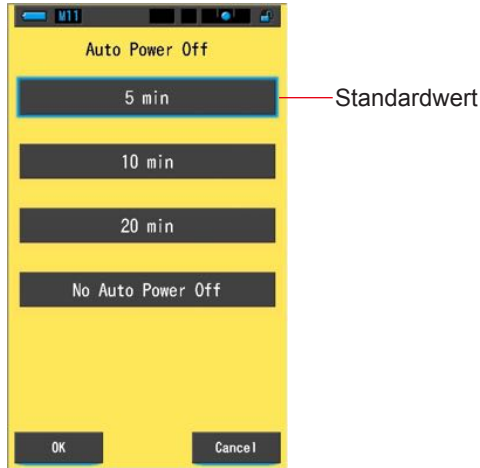 M11
Auto Power Off
5 min
Standardwert
10 min
20 min
No Auto Power Off
OK
Cancel